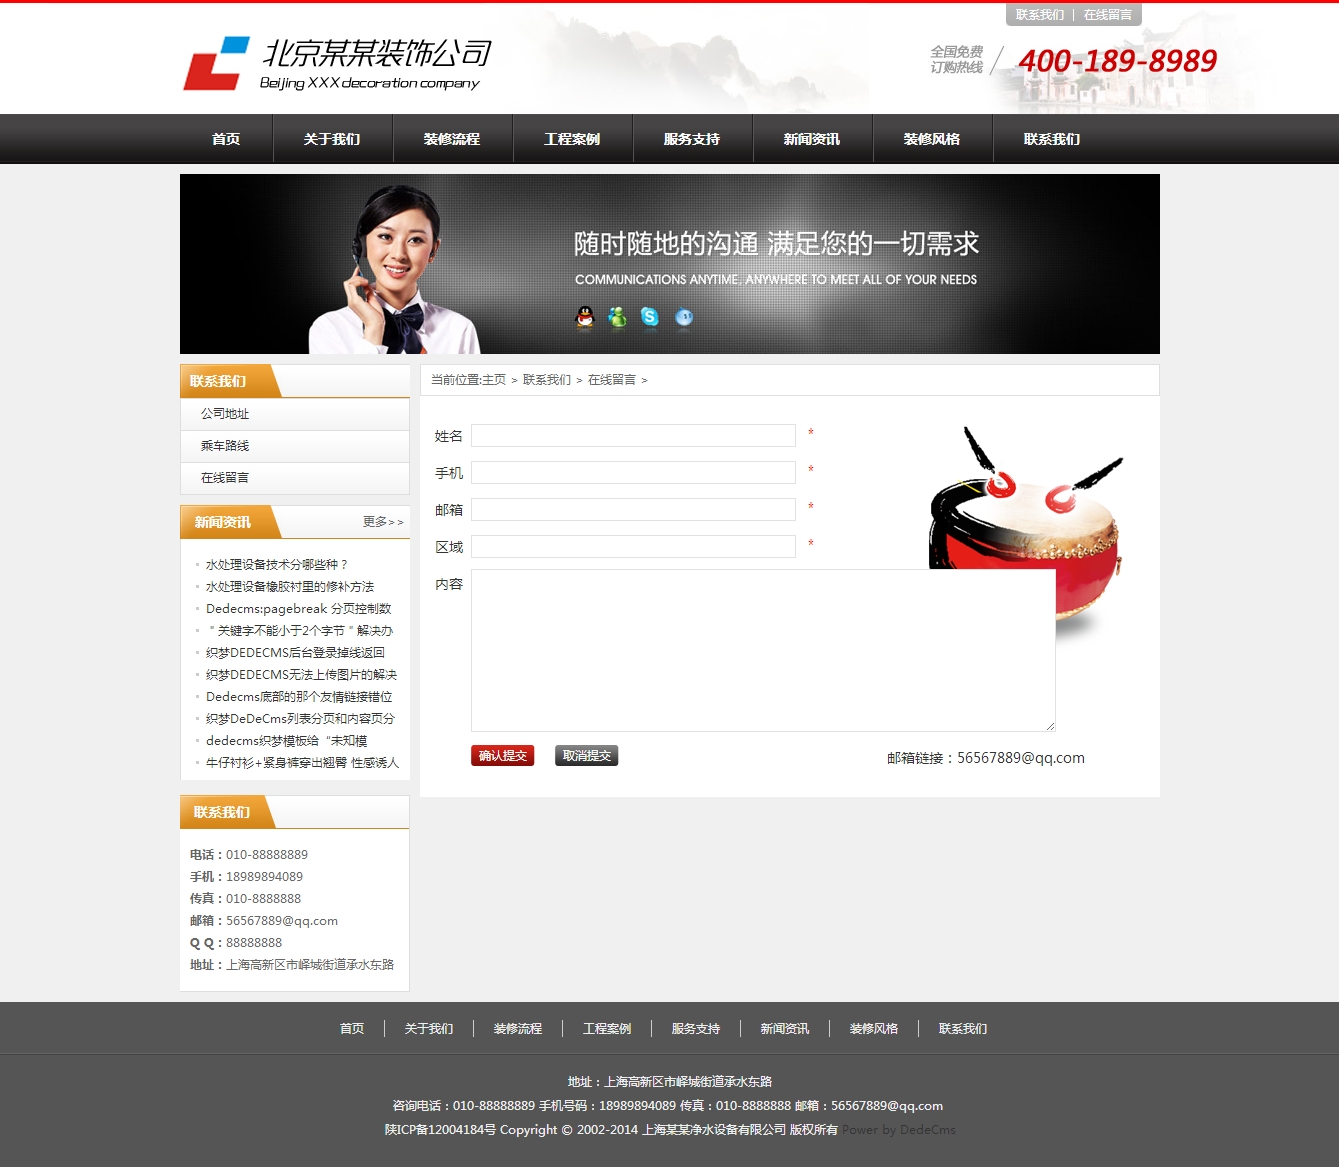 联系我们 | 在线留言
北京某某装饰公司
Beijing XXX decoration company
全国免费
订购热线
400-189-8989
首页 关于我们 装修流程 工程案例 服务支持 新闻资讯 装修风格 联系我们
随时随地的沟通 满足您的一切需求
COMMUNICATIONS ANYTIME, ANYWHERE TO MEET ALL OF YOUR NEEDS
联系我们
公司地址
乘车路线
在线留言
新闻资讯 更多>>
水处理设备技术分哪些种？
水处理设备橡胶衬里的修补方法
Dedecms:pagebreak 分页控制数
＂关键字不能小于2个字节＂解决办
织梦DEDECMS后台登录掉线返回
织梦DEDECMS无法上传图片的解决
Dedecms底部的那个友情链接错位
织梦DeDeCms列表分页和内容页分
dedecms织梦模板给“未知模
牛仔衬衫+紧身裤穿出翘臀 性感诱人
联系我们
电话：010-88888889
手机：18989894089
传真：010-8888888
邮箱：56567889@qq.com
Q Q：88888888
地址：上海高新区市峄城街道承水东路
当前位置:主页 > 联系我们 > 在线留言 >
姓名 *
手机 *
邮箱 *
区域 *
内容
确认提交 取消提交 邮箱链接：56567889@qq.com
首页 关于我们 装修流程 工程案例 服务支持 新闻资讯 装修风格 联系我们
地址：上海高新区市峄城街道承水东路
咨询电话：010-88888889 手机号码：18989894089 传真：010-8888888 邮箱：56567889@qq.com
陕ICP备12004184号 Copyright © 2002-2014 上海某某净水设备有限公司 版权所有 Power by DedeCms